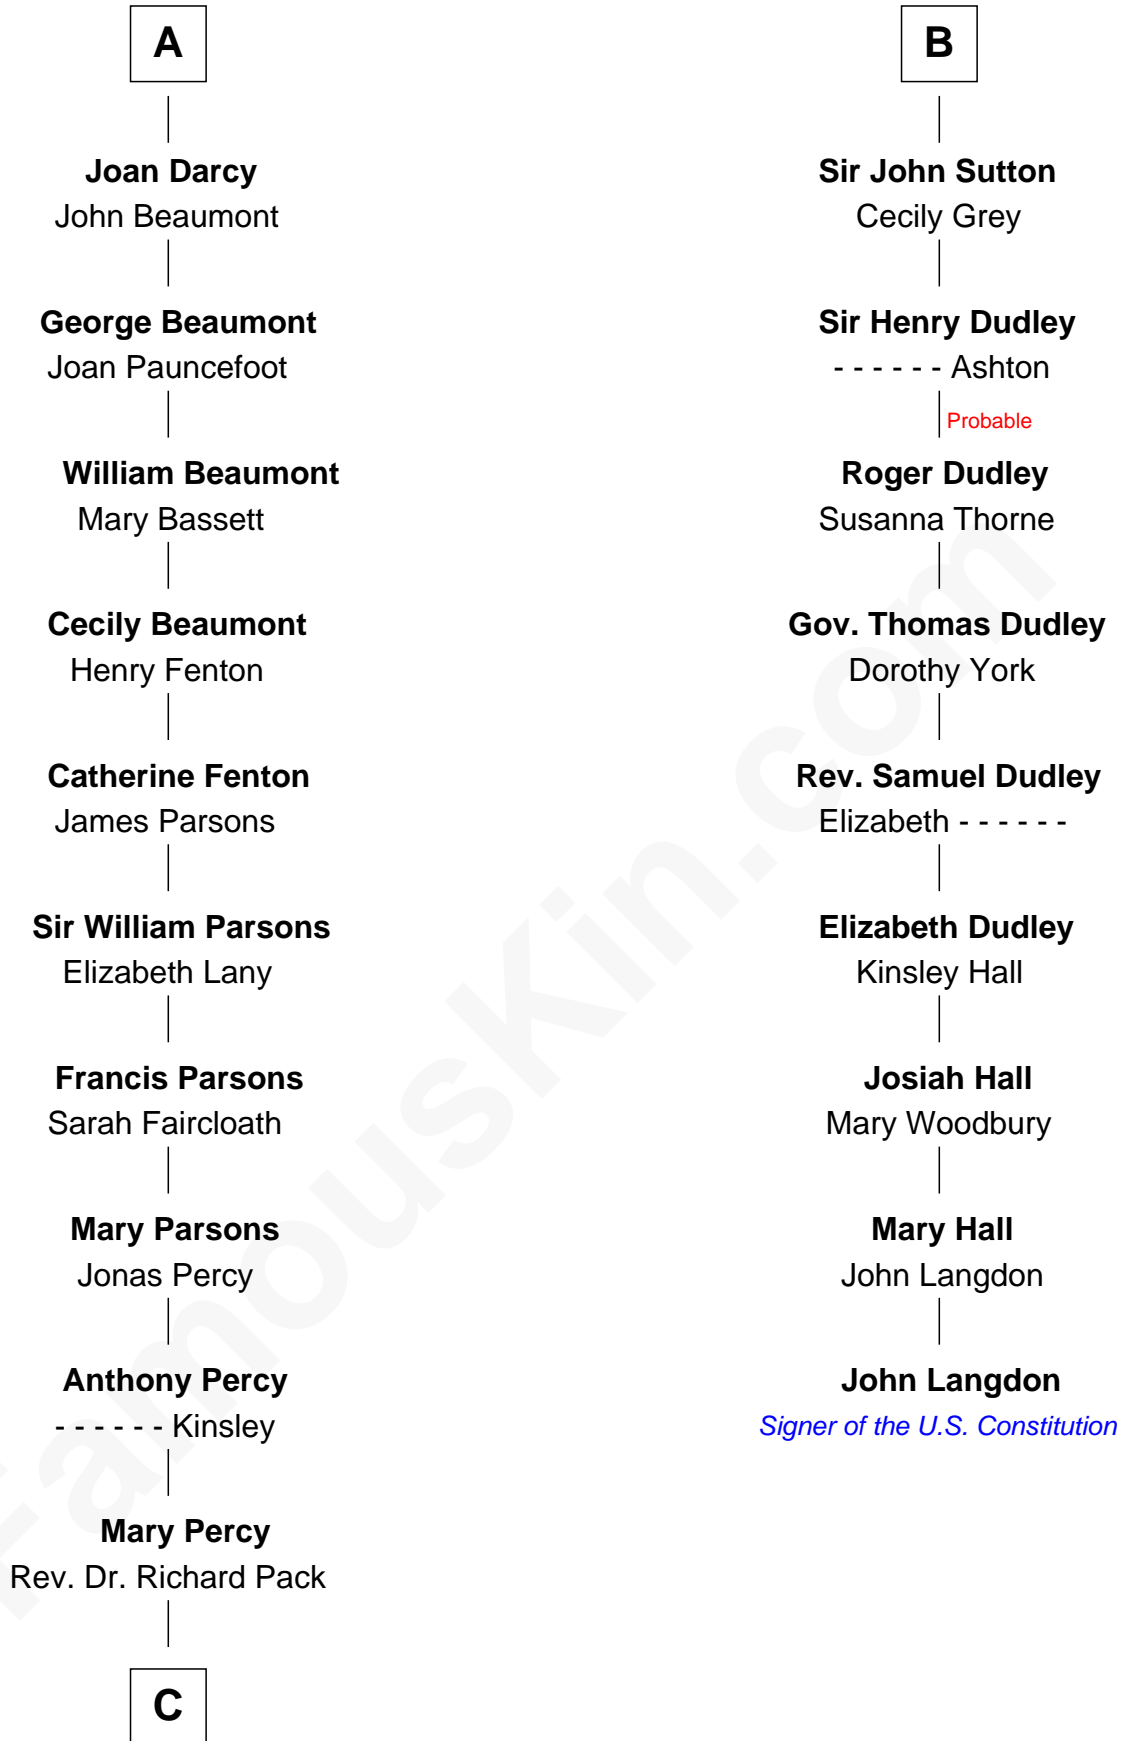 A
Joan Darcy
John Beaumont
George Beaumont
Joan Pauncefoot
William Beaumont
Mary Bassett
Cecily Beaumont
Henry Fenton
Catherine Fenton
James Parsons
Sir William Parsons
Elizabeth Lany
Francis Parsons
Sarah Faircloath
Mary Parsons
Jonas Percy
Anthony Percy
- - - - - - Kinsley
Mary Percy
Rev. Dr. Richard Pack
C
B
Sir John Sutton
Cecily Grey
Sir Henry Dudley
- - - - - - Ashton
Probable
Roger Dudley
Susanna Thorne
Gov. Thomas Dudley
Dorothy York
Rev. Samuel Dudley
Elizabeth - - - - - -
Elizabeth Dudley
Kinsley Hall
Josiah Hall
Mary Woodbury
Mary Hall
John Langdon
John Langdon
Signer of the U.S. Constitution
FamousKin.com